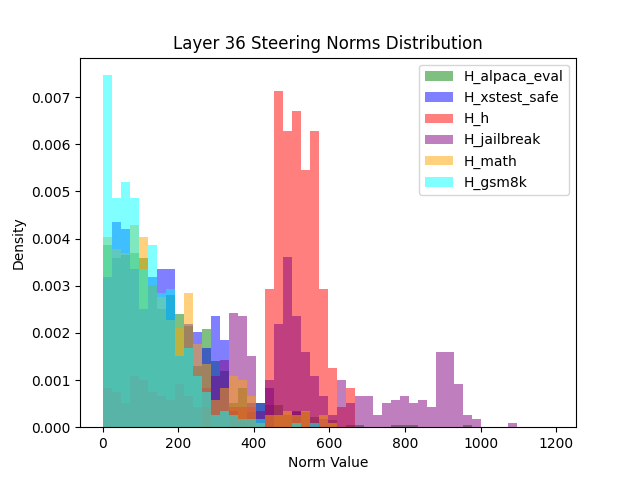 Layer 36 Steering Norms Distribution
H_alpaca_eval
H_xstest_safe
H_h
H_jailbreak
H_math
H_gsm8k
Density
0.007
0.006
0.005
0.004
0.003
0.002
0.001
0.000
0 200 400 600 800 1000 1200
Norm Value